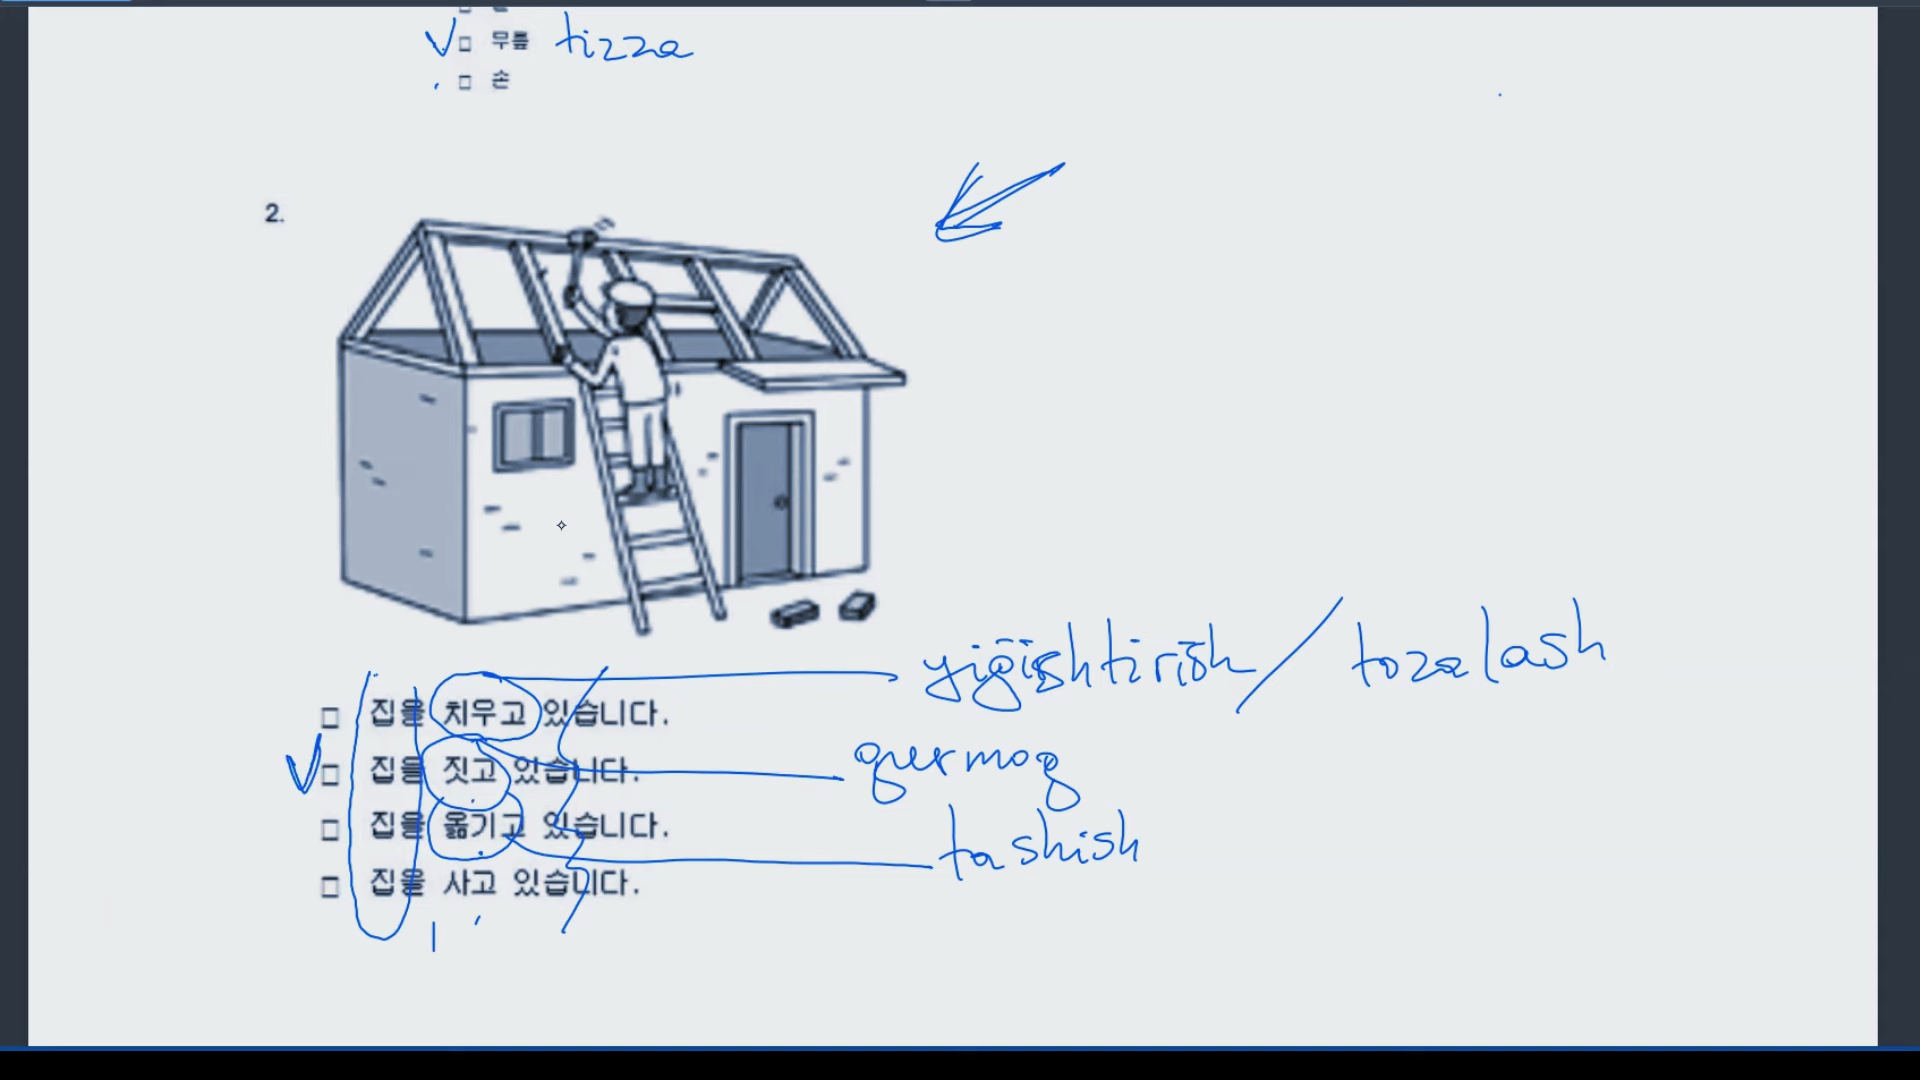 무릎 tizza
손
2.
yiğishtirish / tozalash
집을 치우고 있습니다.
집을 짓고 있습니다. qurmoq
집을 옮기고 있습니다. tashish
집을 사고 있습니다.